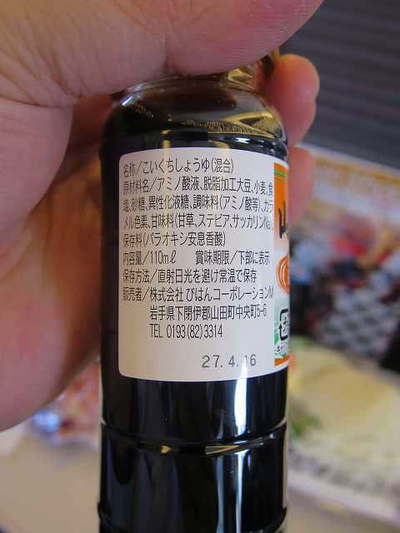 名称／こいくちしょうゆ(混合)
原材料名／アミノ酸液、脱脂加工大豆、小麦、食
塩、砂糖、異性化液糖、調味料(アミノ酸等)、カラ
メル色素、甘味料(甘草、ステビア、サッカリンNa)、
保存料(パラオキシ安息香酸)
内容量／110mℓ 賞味期限／下部に表示
保存方法／直射日光を避け常温で保存
販売者／株式会社 びはんコーポレーションM
岩手県下閉伊郡山田町中央町5-6
TEL 0193(82)3314
27.4.16